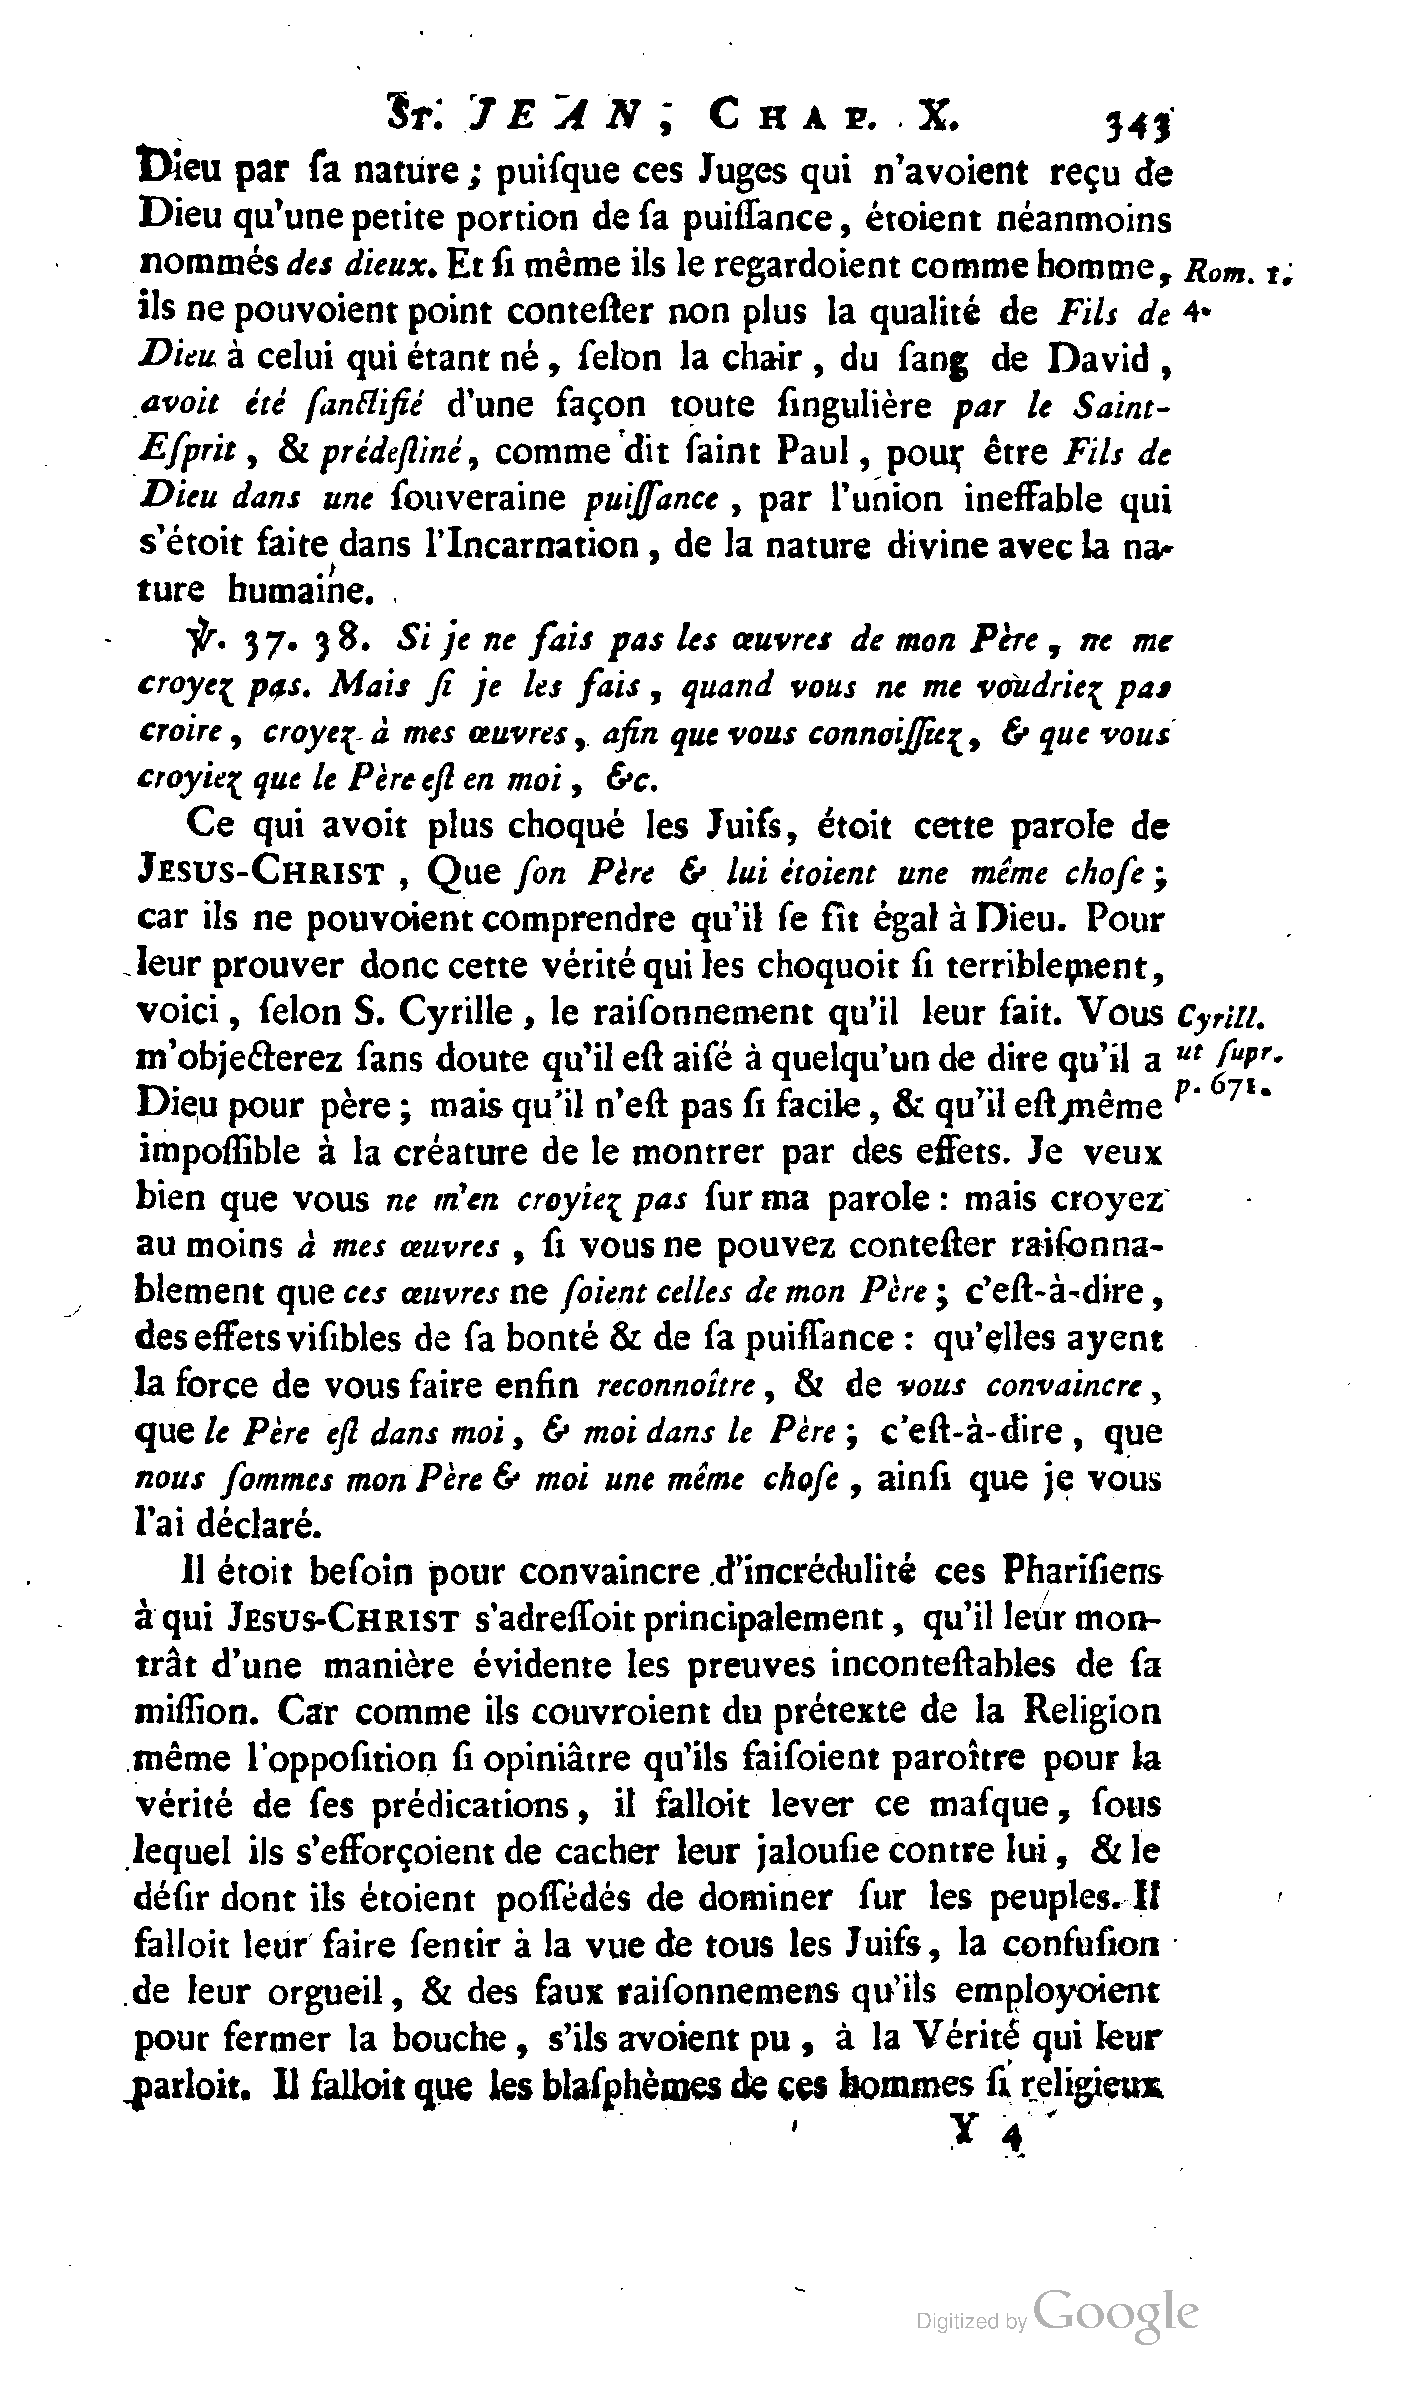 ST. JEAN, CHAP. X. 343
Dieu par ſa nature ; puiſque ces Juges qui n'avoient reçu de
Dieu qu'une petite portion de ſa puiſſance, étoient néanmoins
nommés des dieux. Et ſi même ils le regardoient comme homme, Rom. 1.
ils ne pouvoient point conteſter non plus la qualité de Fils de 4.
Dieu à celui qui étant né, ſelon la chair, du ſang de David,
avoit été ſanctifié d'une façon toute ſingulière par le Saint-
Eſprit, & prédeſtiné, comme dit ſaint Paul, pour être Fils de
Dieu dans une ſouveraine puiſſance, par l'union ineffable qui
s'étoit faite dans l'Incarnation, de la nature divine avec la na-
ture humaine.
℣. 37. 38. Si je ne fais pas les œuvres de mon Père, ne me
croyez pas. Mais ſi je les fais, quand vous ne me voudriez pas
croire, croyez à mes œuvres, afin que vous connoiſſiez, & que vous
croyiez que le Père eſt en moi, &c.
Ce qui avoit plus choqué les Juifs, étoit cette parole de
JESUS-CHRIST, Que ſon Père & lui étoient une même choſe ;
car ils ne pouvoient comprendre qu'il ſe fît égal à Dieu. Pour
leur prouver donc cette vérité qui les choquoit ſi terriblement,
voici, ſelon S. Cyrille, le raiſonnement qu'il leur fait. Vous Cyrill.
m'objecterez ſans doute qu'il eſt aiſé à quelqu'un de dire qu'il a ut ſupr.
Dieu pour père ; mais qu'il n'eſt pas ſi facile, & qu'il eſt même p. 671.
impoſſible à la créature de le montrer par des effets. Je veux
bien que vous ne m'en croyiez pas ſur ma parole : mais croyez
au moins à mes œuvres, ſi vous ne pouvez conteſter raiſonna-
blement que ces œuvres ne ſoient celles de mon Père ; c'eſt-à-dire,
des effets viſibles de ſa bonté & de ſa puiſſance : qu'elles ayent
la force de vous faire enfin reconnoître, & de vous convaincre,
que le Père eſt dans moi, & moi dans le Père ; c'eſt-à-dire, que
nous ſommes mon Père & moi une même choſe, ainſi que je vous
l'ai déclaré.
Il étoit beſoin pour convaincre d'incrédulité ces Phariſiens
à qui JESUS-CHRIST s'adreſſoit principalement, qu'il leur mon-
trât d'une manière évidente les preuves inconteſtables de ſa
miſſion. Car comme ils couvroient du prétexte de la Religion
même l'oppoſition ſi opiniâtre qu'ils faiſoient paroître pour la
vérité de ſes prédications, il falloit lever ce maſque, ſous
lequel ils s'efforçoient de cacher leur jalouſie contre lui, & le
déſir dont ils étoient poſſédés de dominer ſur les peuples. Il
falloit leur faire ſentir à la vue de tous les Juifs, la confuſion
de leur orgueil, & des faux raiſonnemens qu'ils employoient
pour fermer la bouche, s'ils avoient pu, à la Vérité qui leur
parloit. Il falloit que les blaſphèmes de ces hommes ſi religieux
Y 4
Digitized by Google